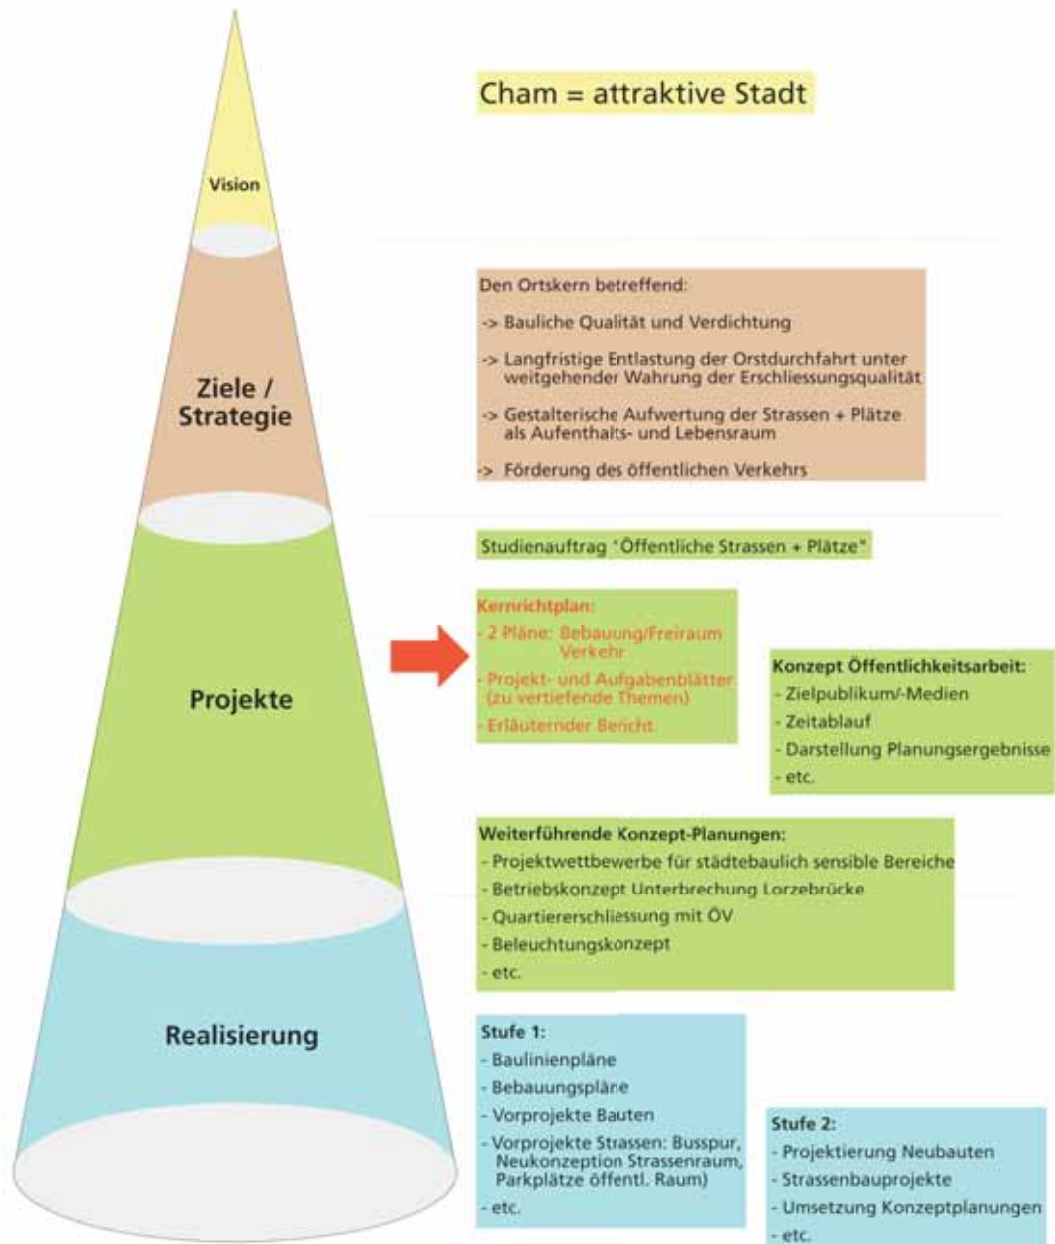 Cham = attraktive Stadt
Vision
Den Ortskern betreffend:
-> Bauliche Qualität und Verdichtung
-> Langfristige Entlastung der Orstdurchfahrt unter
weitgehender Wahrung der Erschliessungsqualität
-> Gestalterische Aufwertung der Strassen + Plätze
als Aufenthalts- und Lebensraum
-> Förderung des öffentlichen Verkehrs
Ziele /
Strategie
Studienauftrag "Öffentliche Strassen + Plätze"
Kernrichtplan:
- 2 Pläne: Bebauung/Freiraum
Verkehr
- Projekt- und Aufgabenblätter
(zu vertiefende Themen)
- Erläuternder Bericht
Konzept Öffentlichkeitsarbeit:
- Zielpublikum/-Medien
- Zeitablauf
- Darstellung Planungsergebnisse
- etc.
Projekte
Weiterführende Konzept-Planungen:
- Projektwettbewerbe für städtebaulich sensible Bereiche
- Betriebskonzept Unterbrechung Lorzebrücke
- Quartiererschliessung mit ÖV
- Beleuchtungskonzept
- etc.
Realisierung
Stufe 1:
- Baulinienpläne
- Bebauungspläne
- Vorprojekte Bauten
- Vorprojekte Strassen: Busspur,
Neukonzeption Strassenraum,
Parkplätze öffentl. Raum)
- etc.
Stufe 2:
- Projektierung Neubauten
- Strassenbauprojekte
- Umsetzung Konzeptplanungen
- etc.